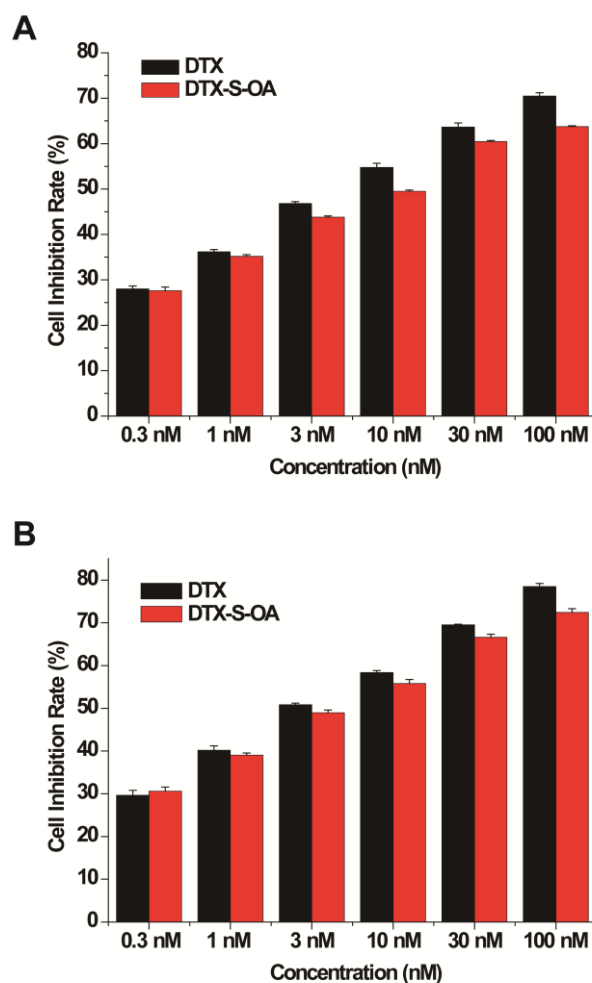 A
80
70
60
50
40
30
20
10
0
Cell Inhibition Rate (%)
DTX
DTX-S-OA
0.3 nM 1 nM 3 nM 10 nM 30 nM 100 nM
Concentration (nM)
B
80
70
60
50
40
30
20
10
0
Cell Inhibition Rate (%)
DTX
DTX-S-OA
0.3 nM 1 nM 3 nM 10 nM 30 nM 100 nM
Concentration (nM)